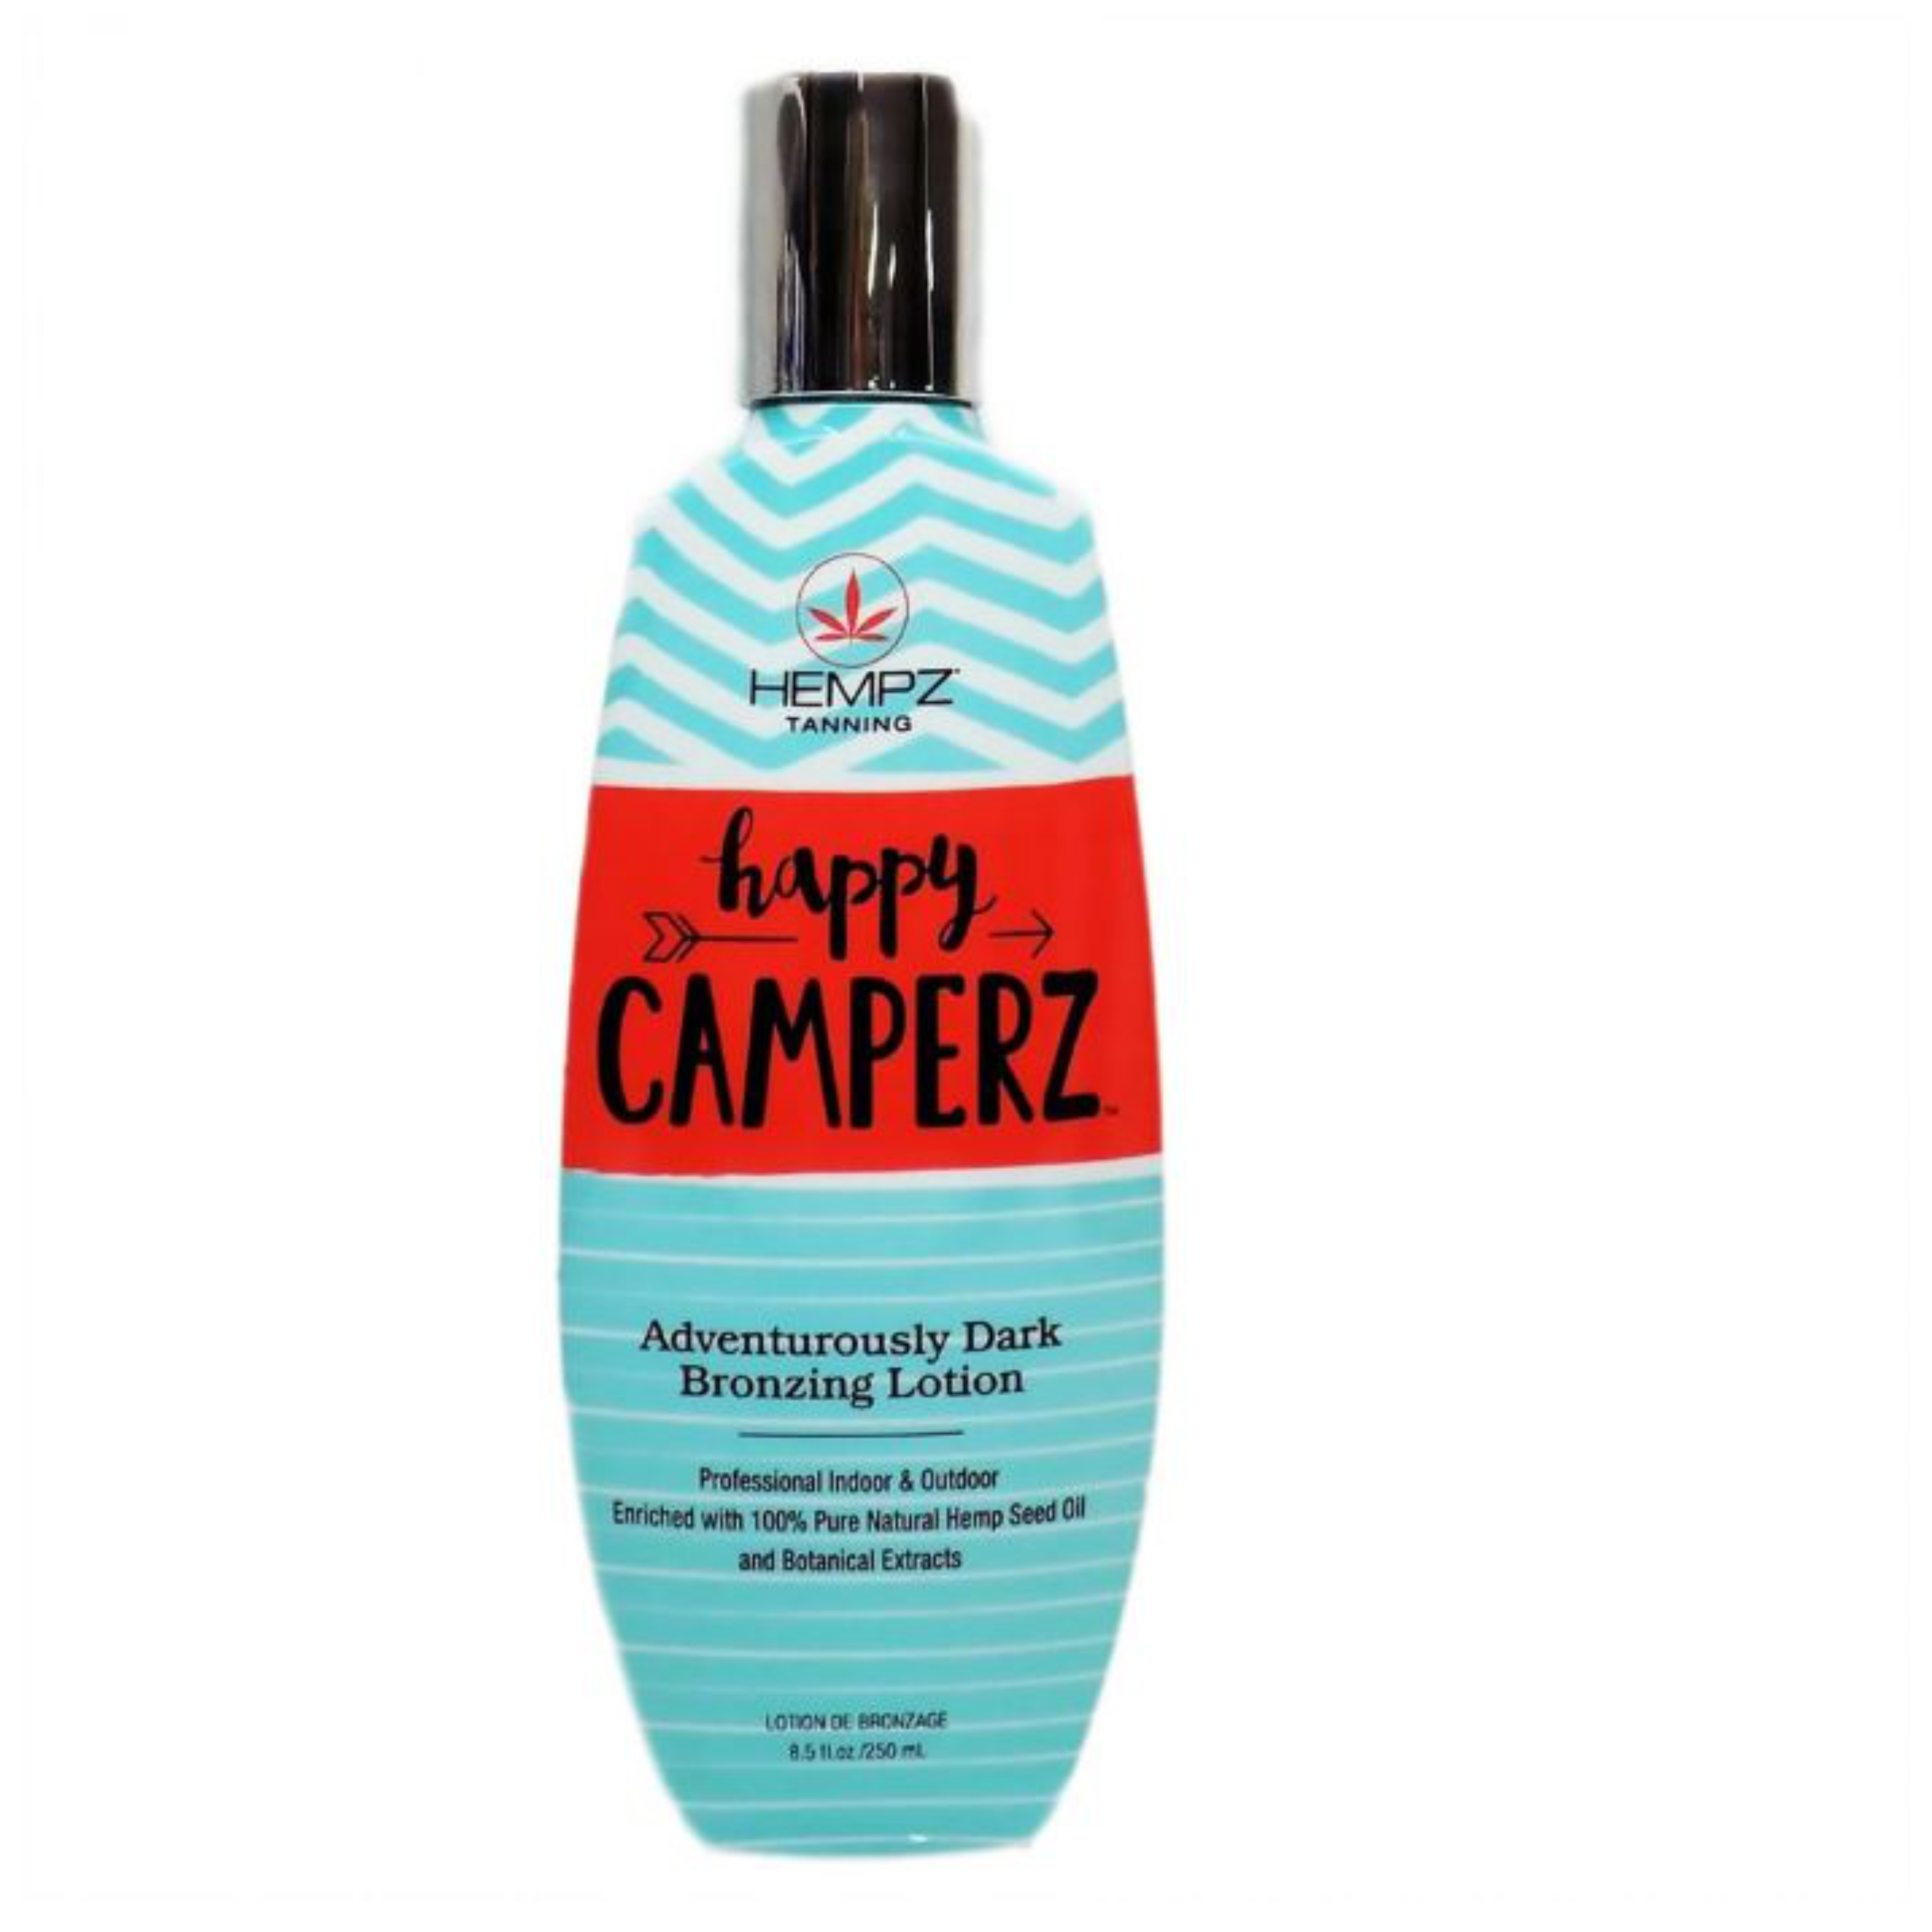 HEMPZ
TANNING
happy
CAMPERZ™
Adventurously Dark
Bronzing Lotion
Professional Indoor & Outdoor
Enriched with 100% Pure Natural Hemp Seed Oil
and Botanical Extracts
LOTION DE BRONZAGE
8.5 fl.oz./250 mL